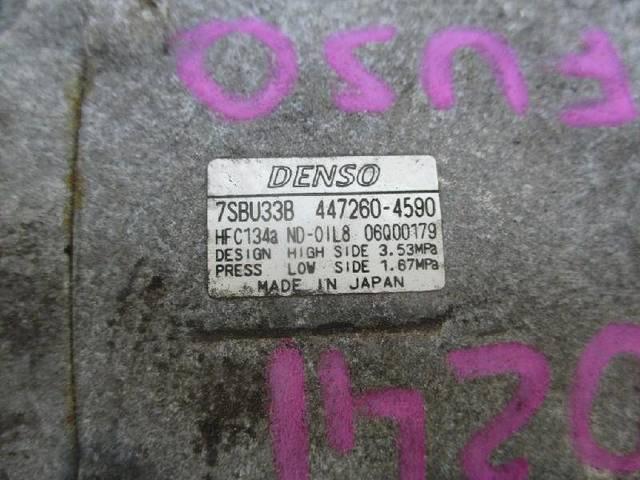 FUSO
DENSO
7SBU33B 447260-4590
HFC134a ND-OIL8 06Q00179
DESIGN HIGH SIDE 3.53MPa
PRESS LOW SIDE 1.67MPa
MADE IN JAPAN